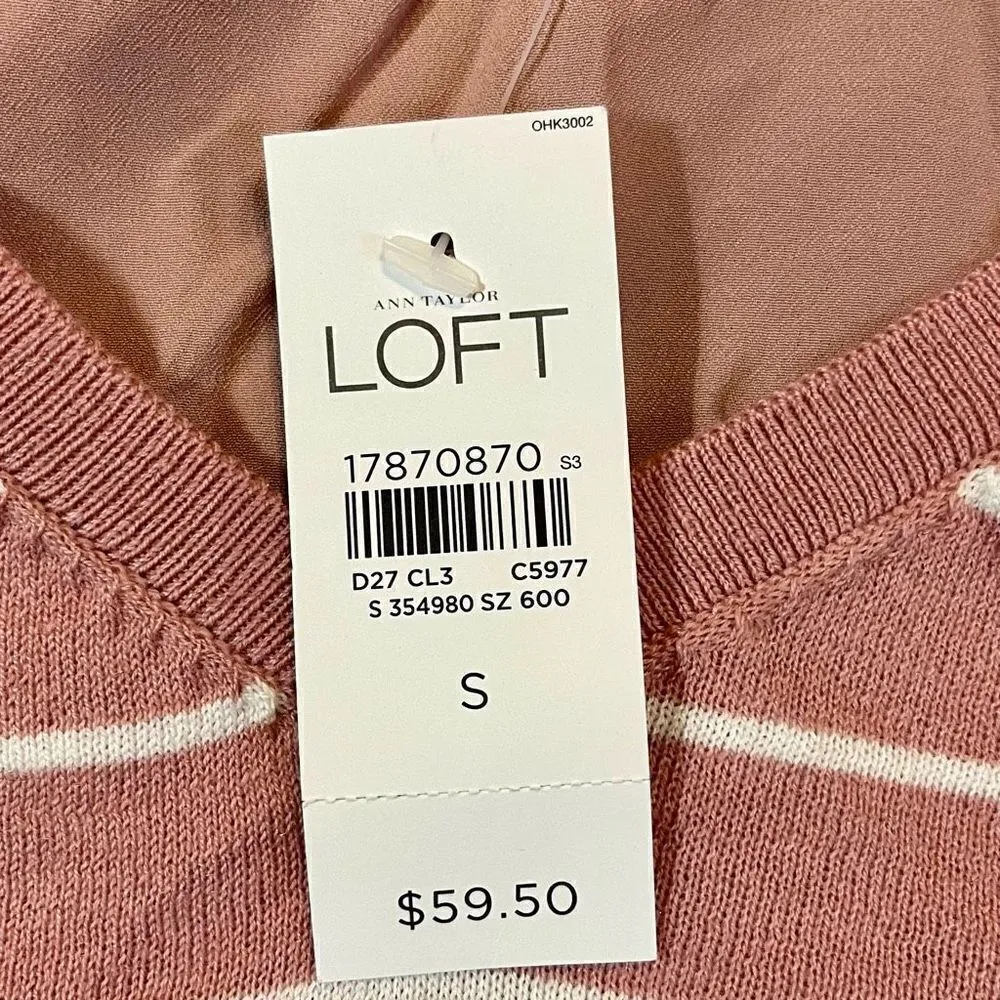 OHK3002
ANN TAYLOR
LOFT
17870870 S3
D27 CL3 C5977
S 354980 SZ 600
S
$59.50